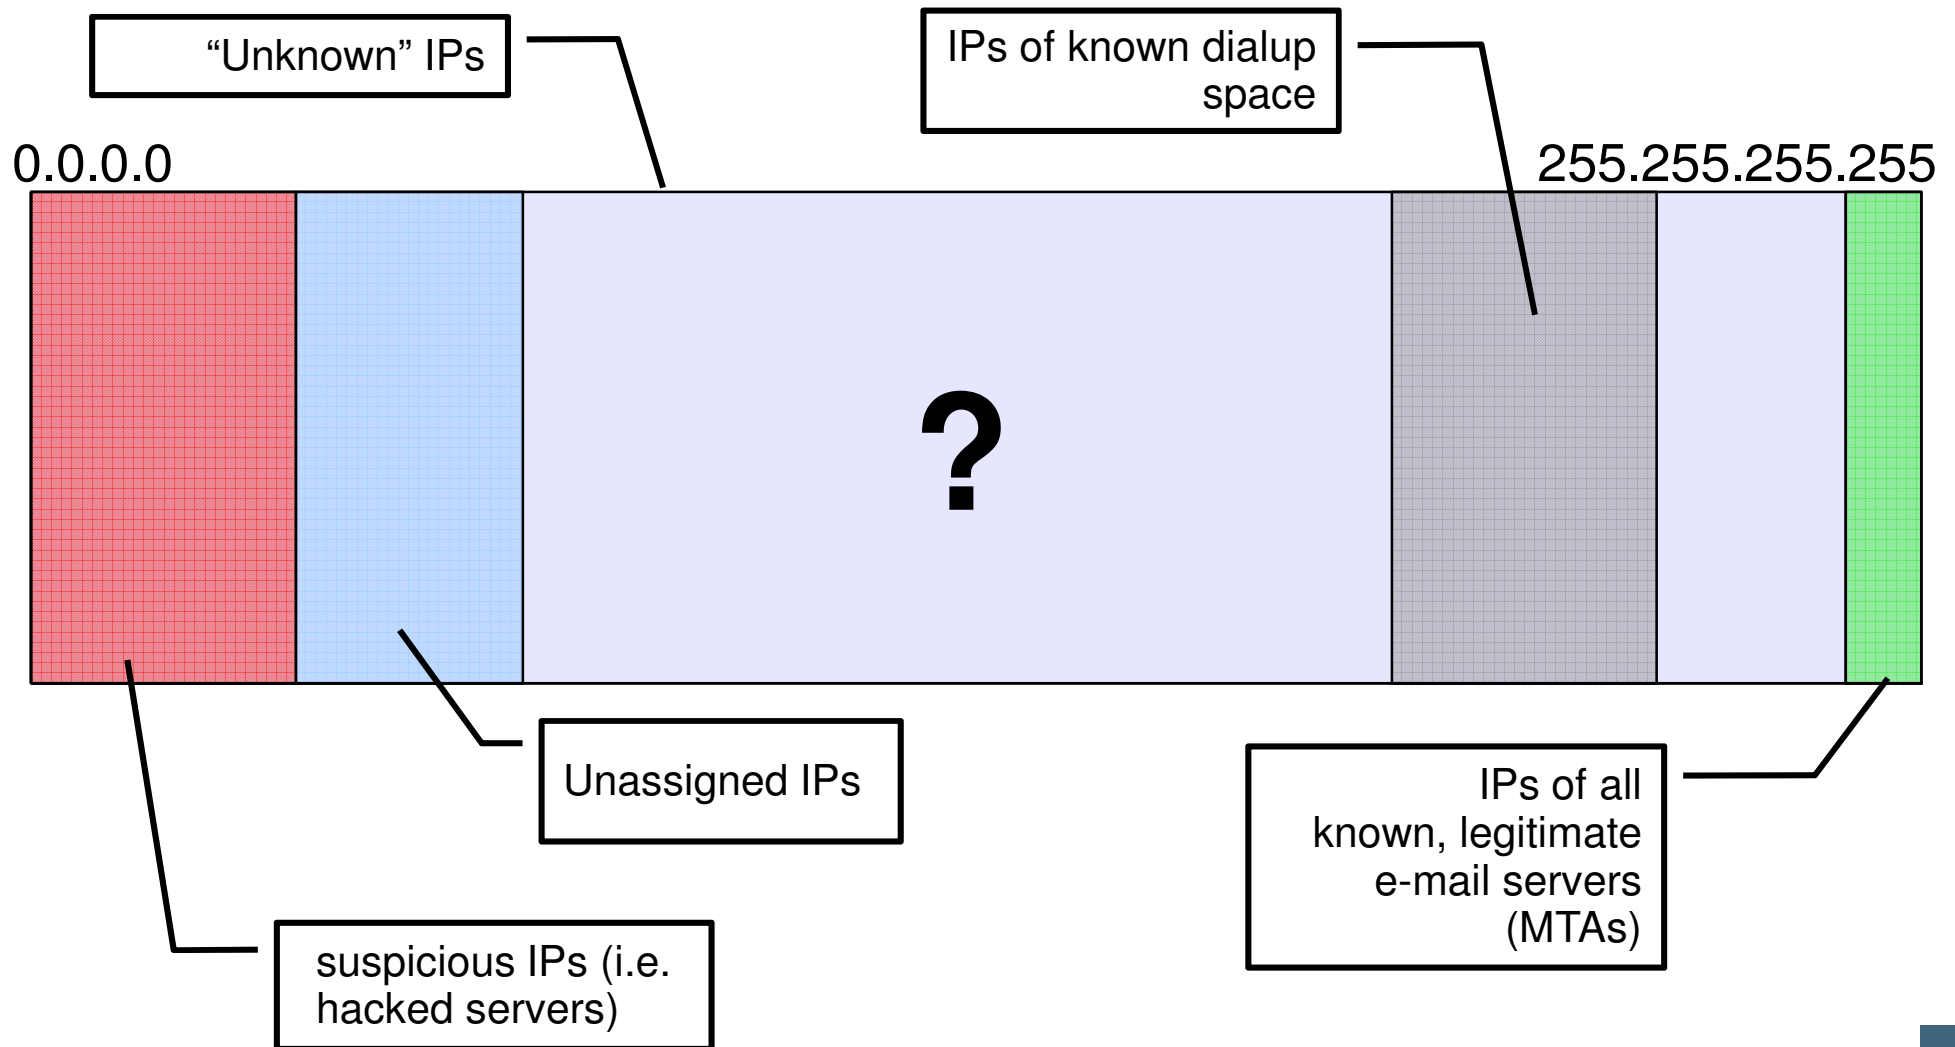 “Unknown” IPs
IPs of known dialup
space
0.0.0.0
255.255.255.255
?
Unassigned IPs
IPs of all
known, legitimate
e-mail servers
(MTAs)
suspicious IPs (i.e.
hacked servers)